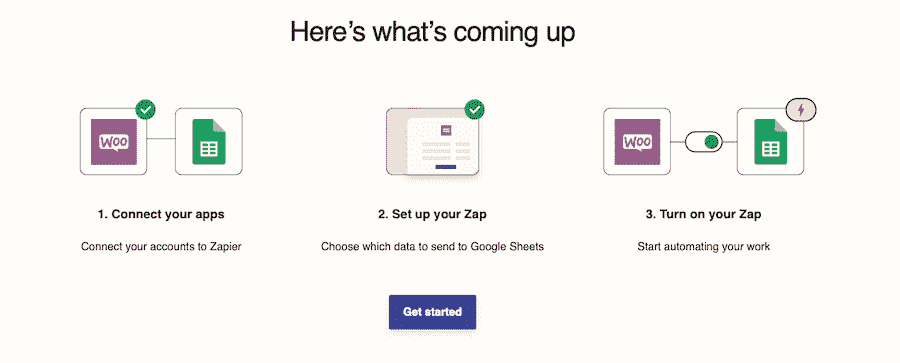 Here's what's coming up
WOO
WOO
1. Connect your apps
2. Set up your Zap
3. Turn on your Zap
Connect your accounts to Zapier
Choose which data to send to Google Sheets
Start automating your work
Get started